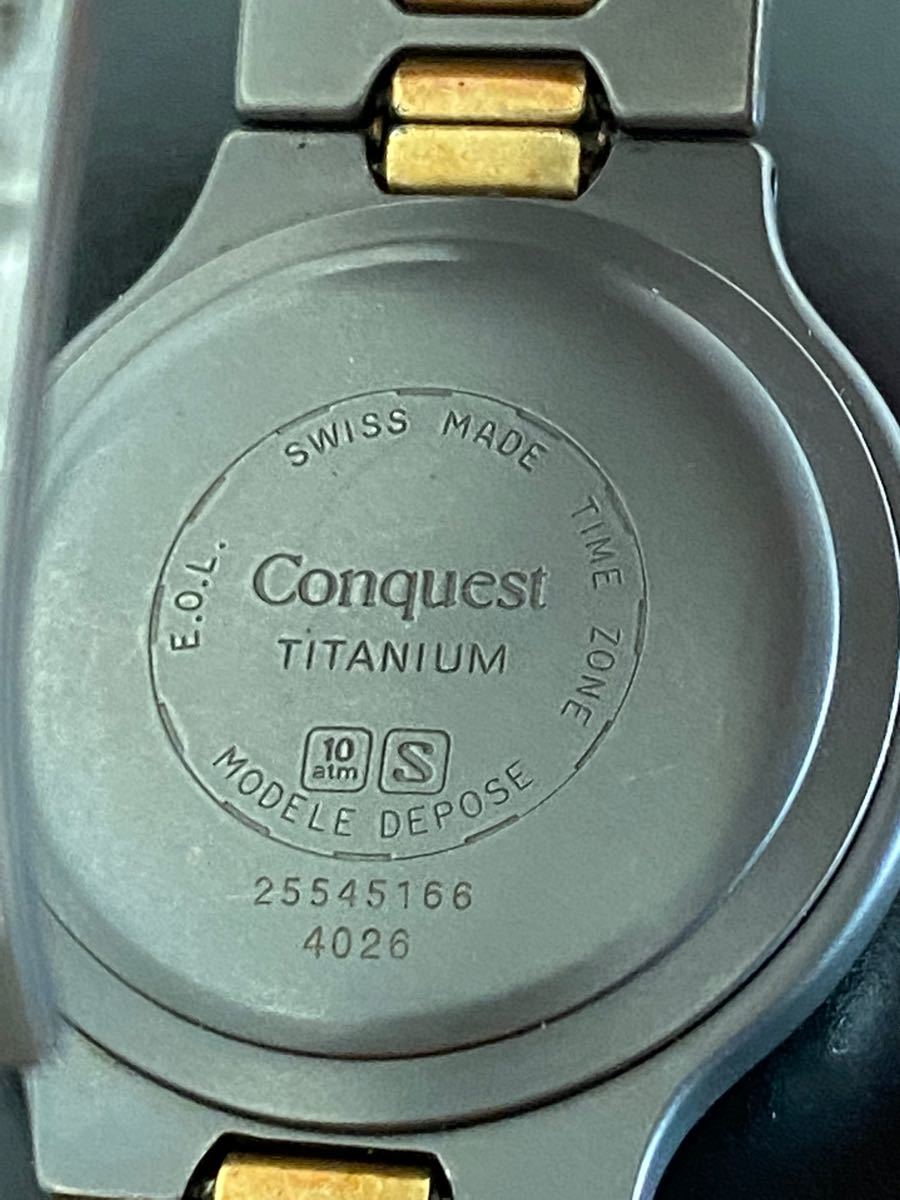 SWISS MADE
TIME ZONE
E.O.L.
Conquest
TITANIUM
10
atm
S
MODELE DEPOSE
25545166
4026